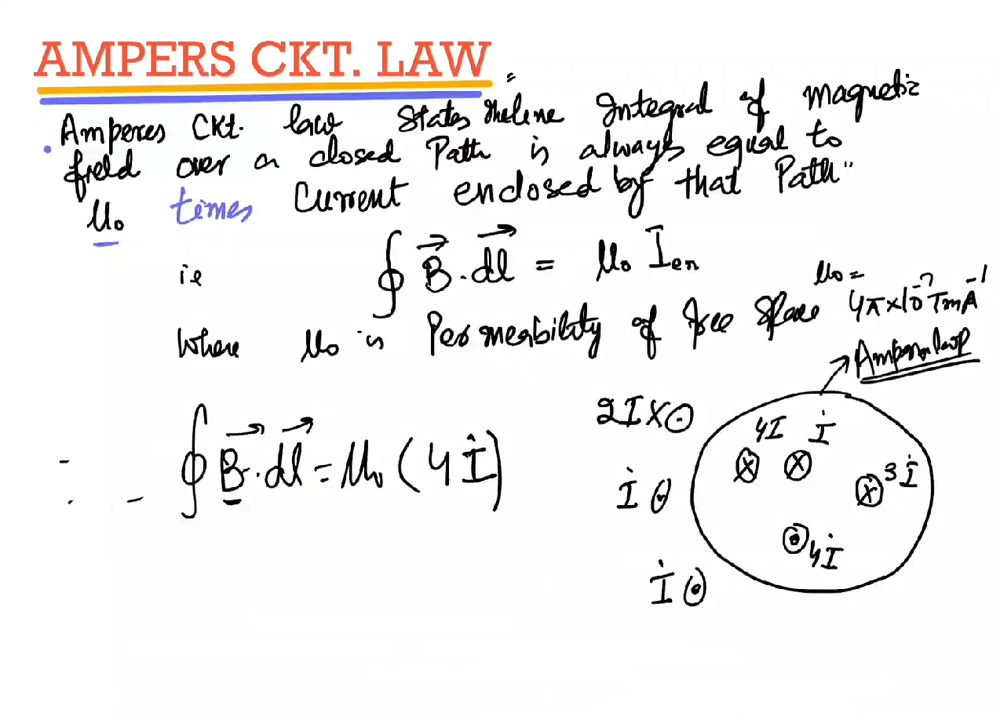 AMPERS CKT. LAW
Amperes CKt. law States "the line Integral of magnetic
field over a closed Path is always equal to
μ₀ times Current enclosed by that Path"
ie ∮ B⃗ . dl⃗ = μ₀ Iₑₙ
μ₀ =
4π×10⁻⁷ TmA⁻¹
Where μ₀ is Permeability of free Space
Amperian loop
∮ B⃗ . dl⃗ = μ₀ (4I)
2I X ⊙
4I I
⊗ ⊗
I ⊙
⊗ 3I
⊙ 4I
I ⊙